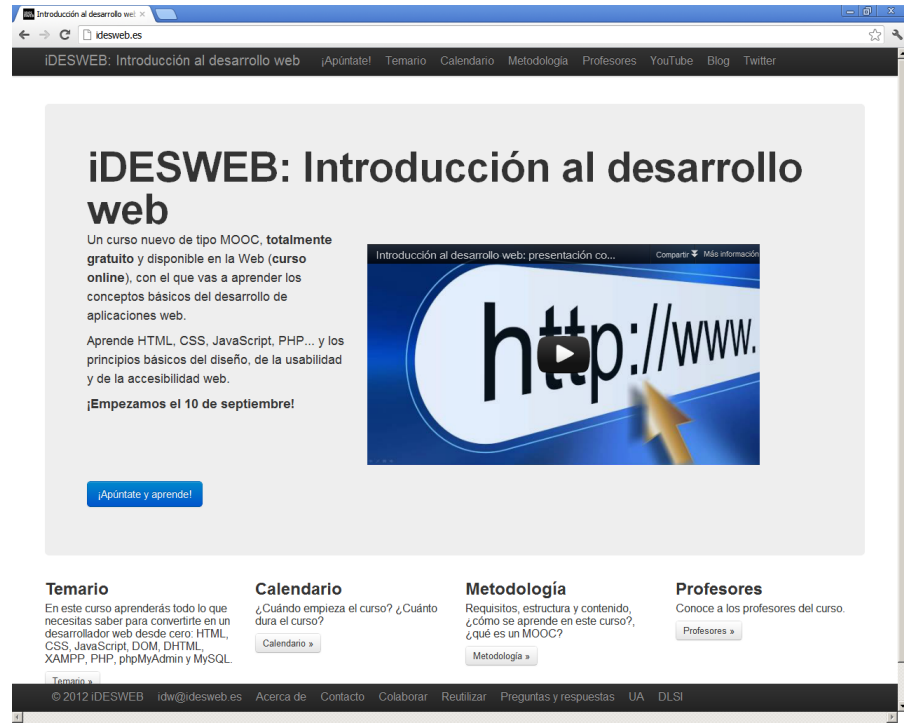 Introducción al desarrollo wel
idesweb.es
iDESWEB: Introducción al desarrollo web ¡Apúntate! Temario Calendario Metodología Profesores YouTube Blog Twitter
iDESWEB: Introducción al desarrollo
web
Un curso nuevo de tipo MOOC, totalmente
gratuito y disponible en la Web (curso
online), con el que vas a aprender los
conceptos básicos del desarrollo de
aplicaciones web.
Aprende HTML, CSS, JavaScript, PHP... y los
principios básicos del diseño, de la usabilidad
y de la accesibilidad web.
¡Empezamos el 10 de septiembre!
Introducción al desarrollo web: presentación co... Compartir Más información
http://www.
¡Apúntate y aprende!
Temario
En este curso aprenderás todo lo que
necesitas saber para convertirte en un
desarrollador web desde cero: HTML,
CSS, JavaScript, DOM, DHTML,
XAMPP, PHP, phpMyAdmin y MySQL.
Temario »
Calendario
¿Cuándo empieza el curso? ¿Cuánto
dura el curso?
Calendario »
Metodología
Requisitos, estructura y contenido,
¿cómo se aprende en este curso?,
¿qué es un MOOC?
Metodología »
Profesores
Conoce a los profesores del curso.
Profesores »
© 2012 iDESWEB idw@idesweb.es Acerca de Contacto Colaborar Reutilizar Preguntas y respuestas UA DLSI